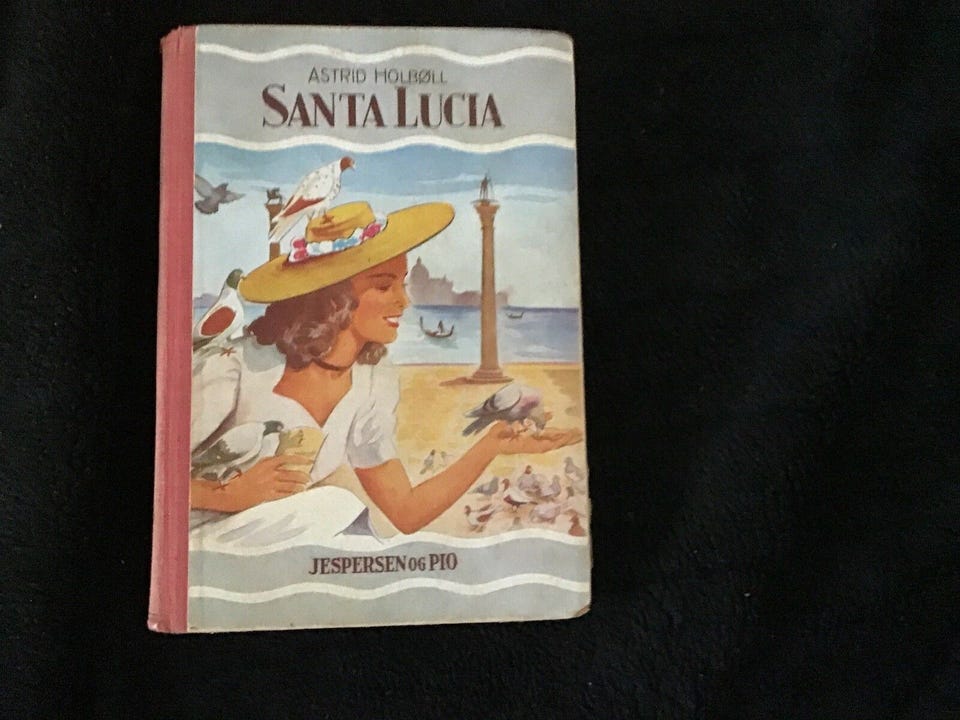 ASTRID HOLBØLL
SANTA LUCIA
JESPERSEN OG PIO